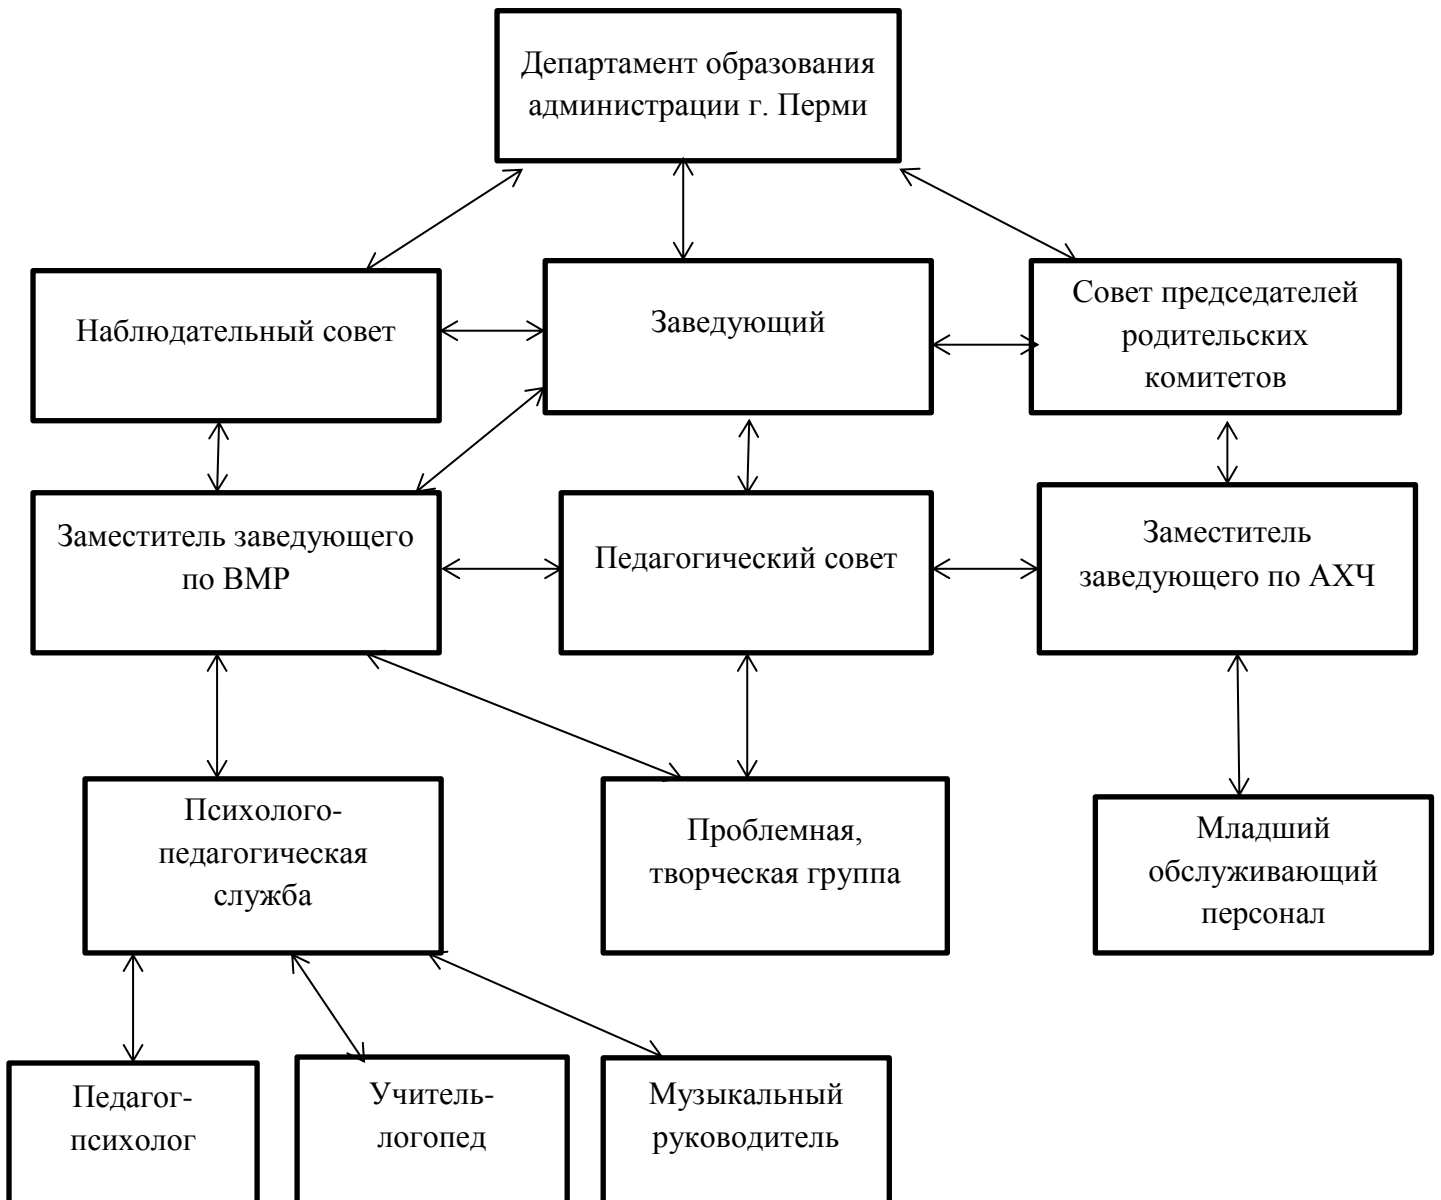 Департамент образования
администрации г. Перми
Наблюдательный совет
Заведующий
Совет председателей
родительских
комитетов
Заместитель заведующего
по ВМР
Педагогический совет
Заместитель
заведующего по АХЧ
Психолого-
педагогическая
служба
Проблемная,
творческая группа
Младший
обслуживающий
персонал
Педагог-
психолог
Учитель-
логопед
Музыкальный
руководитель